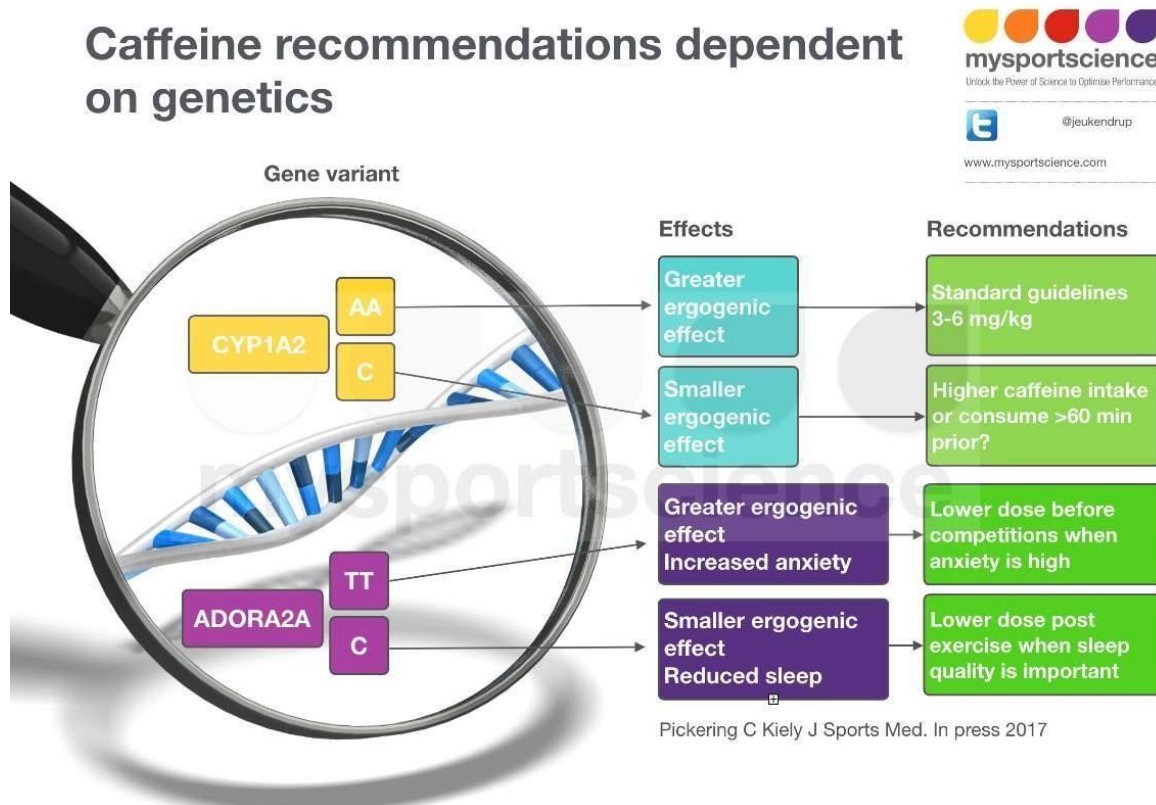 Caffeine recommendations dependent
on genetics
mysportscience
Unlock the Power of Science to Optimise Performance
@jeukendrup
www.mysportscience.com
Gene variant
Effects
Recommendations
CYP1A2
AA
C
Greater
ergogenic
effect
Standard guidelines
3-6 mg/kg
Smaller
ergogenic
effect
Higher caffeine intake
or consume >60 min
prior?
mysportscience
ADORA2A
TT
C
Greater ergogenic
effect
Increased anxiety
Lower dose before
competitions when
anxiety is high
Smaller ergogenic
effect
Reduced sleep
Lower dose post
exercise when sleep
quality is important
Pickering C Kiely J Sports Med. In press 2017